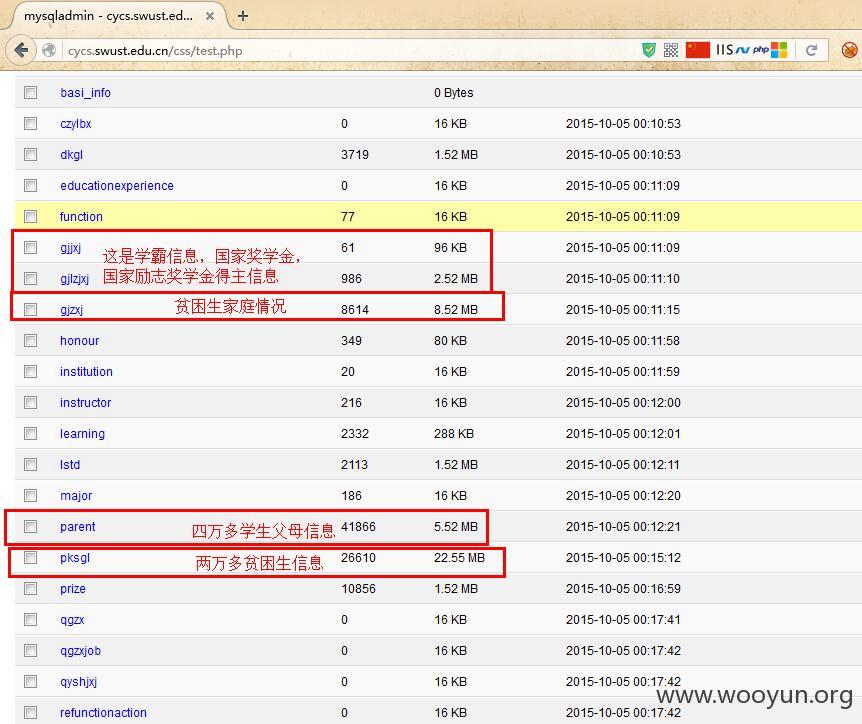 mysqladmin - cycs.swust.ed...
cycs.swust.edu.cn/css/test.php
IIS php
basi_info 0 Bytes
czylbx 0 16 KB 2015-10-05 00:10:53
dkgl 3719 1.52 MB 2015-10-05 00:10:53
educationexperience 0 16 KB 2015-10-05 00:11:09
function 77 16 KB 2015-10-05 00:11:09
gjjxj 61 96 KB 2015-10-05 00:11:09
这是学霸信息，国家奖学金，
国家励志奖学金得主信息
gjlzjxj 986 2.52 MB 2015-10-05 00:11:10
gjzxj 贫困生家庭情况 8614 8.52 MB 2015-10-05 00:11:15
honour 349 80 KB 2015-10-05 00:11:58
institution 20 16 KB 2015-10-05 00:11:59
instructor 216 16 KB 2015-10-05 00:12:00
learning 2332 288 KB 2015-10-05 00:12:01
lstd 2113 1.52 MB 2015-10-05 00:12:11
major 186 16 KB 2015-10-05 00:12:20
parent 四万多学生父母信息 41866 5.52 MB 2015-10-05 00:12:21
pksgl 两万多贫困生信息 26610 22.55 MB 2015-10-05 00:15:12
prize 10856 1.52 MB 2015-10-05 00:16:59
qgzx 0 16 KB 2015-10-05 00:17:41
qgzxjob 0 16 KB 2015-10-05 00:17:42
qyshjxj 0 16 KB 2015-10-05 00:17:42
www.wooyun.org
refunctionaction 0 16 KB 2015-10-05 00:17:42